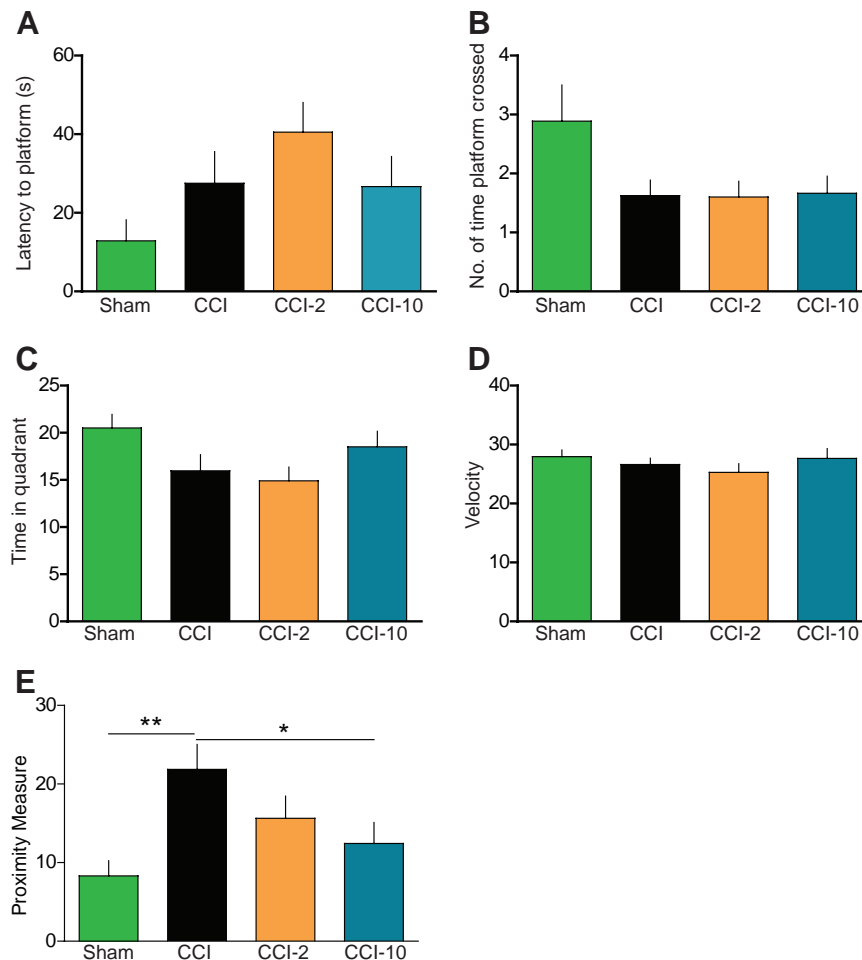 A
Latency to platform (s)
60
40
20
0
Sham CCI CCI-2 CCI-10
B
No. of time platform crossed
4
3
2
1
0
Sham CCI CCI-2 CCI-10
C
Time in quadrant
25
20
15
10
5
0
Sham CCI CCI-2 CCI-10
D
Velocity
40
30
20
10
0
Sham CCI CCI-2 CCI-10
E
Proximity Measure
30
20
10
0
** *
Sham CCI CCI-2 CCI-10